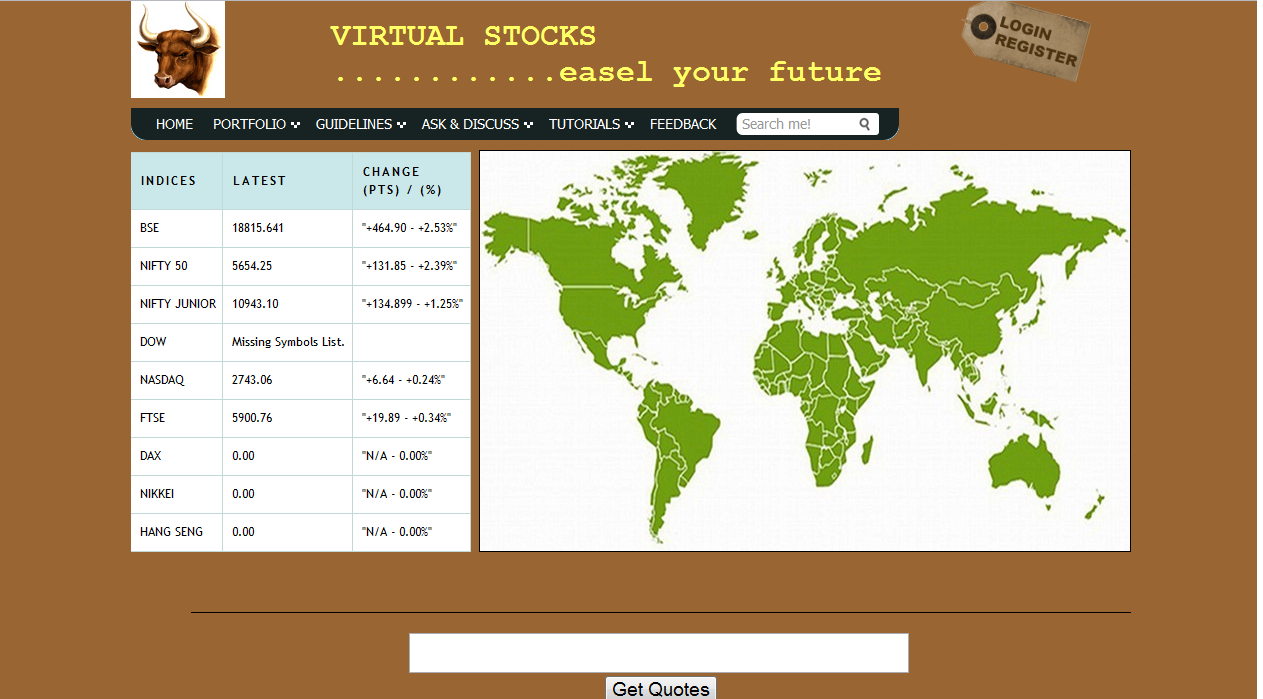 VIRTUAL STOCKS
............easel your future
LOGIN
REGISTER
HOME PORTFOLIO GUIDELINES ASK & DISCUSS TUTORIALS FEEDBACK Search me!
INDICES LATEST CHANGE
(PTS) / (%)
BSE 18815.641 "+464.90 - +2.53%"
NIFTY 50 5654.25 "+131.85 - +2.39%"
NIFTY JUNIOR 10943.10 "+134.899 - +1.25%"
DOW Missing Symbols List.
NASDAQ 2743.06 "+6.64 - +0.24%"
FTSE 5900.76 "+19.89 - +0.34%"
DAX 0.00 "N/A - 0.00%"
NIKKEI 0.00 "N/A - 0.00%"
HANG SENG 0.00 "N/A - 0.00%"
Get Quotes